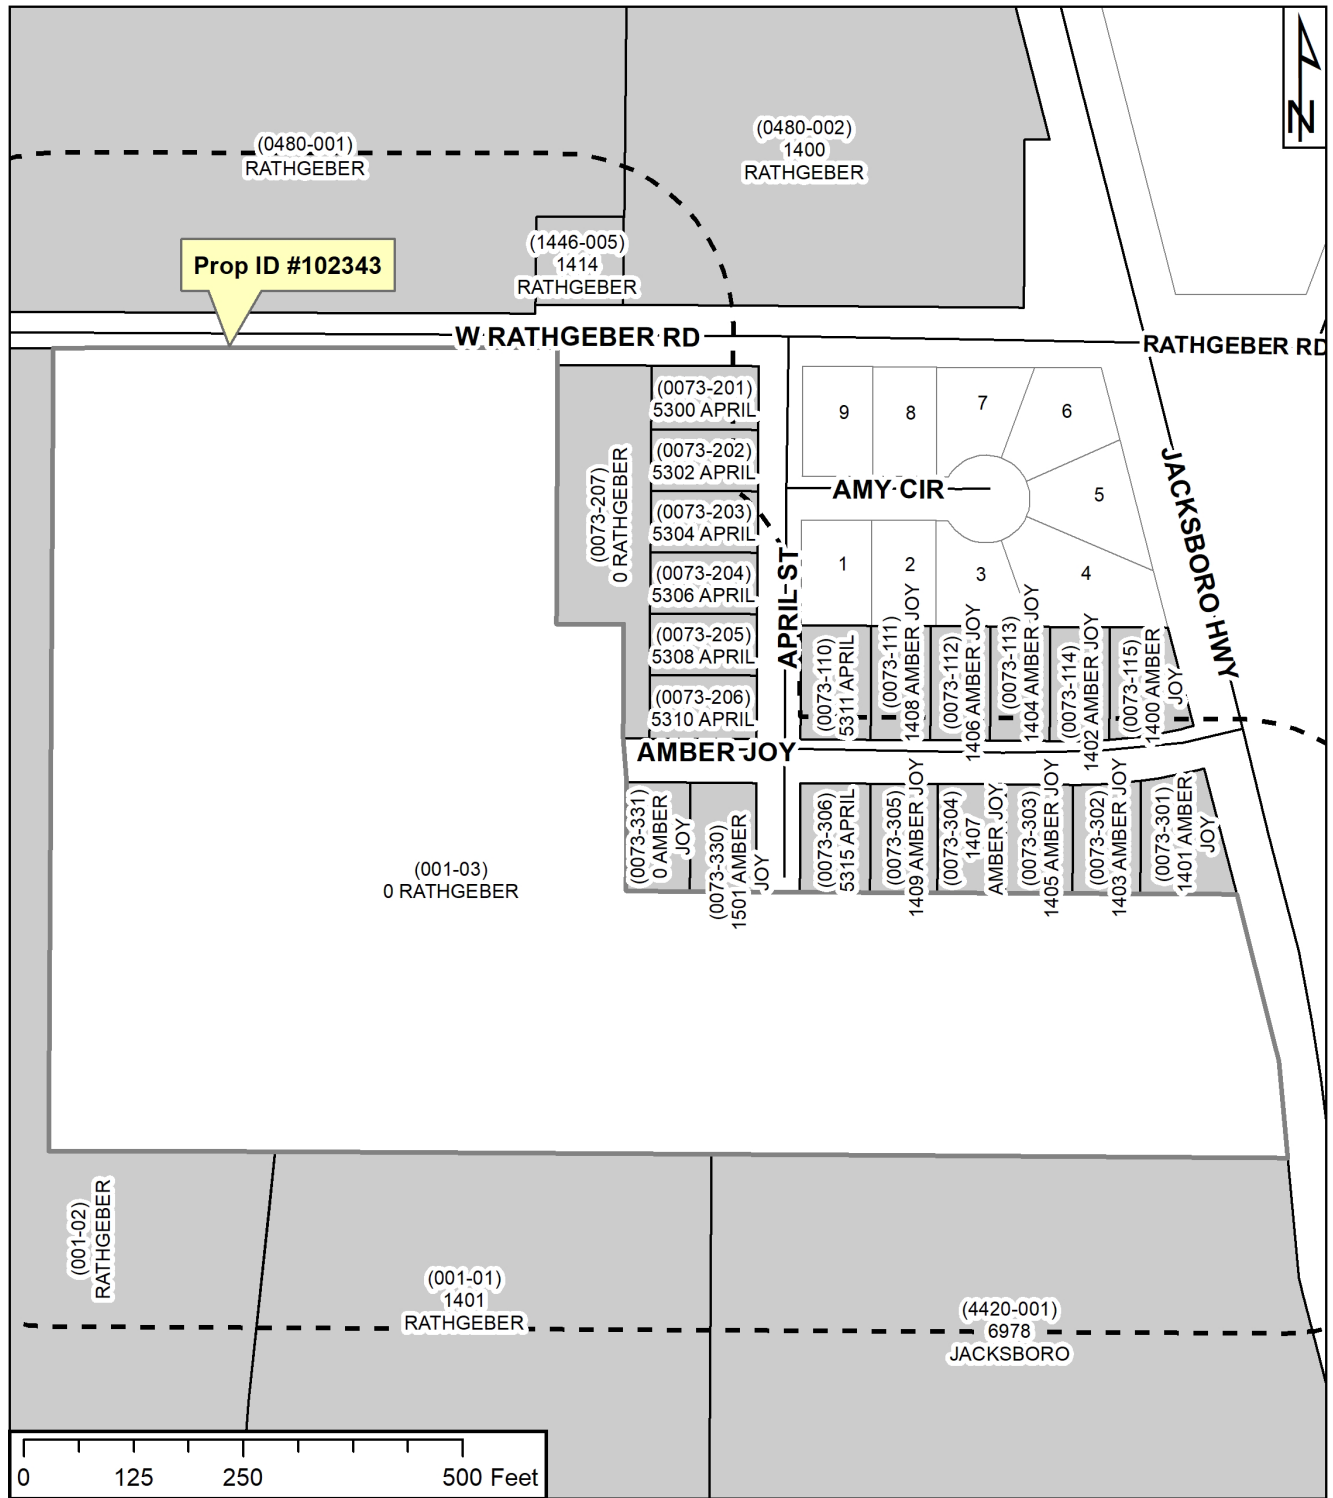 (0480-001)
RATHGEBER
(0480-002)
1400
RATHGEBER
N
(1446-005)
1414
RATHGEBER
Prop ID #102343
W RATHGEBER RD
RATHGEBER RD
(0073-207)
0 RATHGEBER
(0073-201)
5300 APRIL
(0073-202)
5302 APRIL
(0073-203)
5304 APRIL
(0073-204)
5306 APRIL
(0073-205)
5308 APRIL
(0073-206)
5310 APRIL
9
8
7
6
5
AMY CIR
1
2
3
4
APRIL ST
JACKSBORO HWY
(0073-110)
5311 APRIL
(0073-111)
1408 AMBER JOY
(0073-112)
1406 AMBER JOY
(0073-113)
1404 AMBER JOY
(0073-114)
1402 AMBER JOY
(0073-115)
1400 AMBER
JOY
AMBER JOY
(0073-331)
0 AMBER
JOY
(0073-330)
1501 AMBER
JOY
(0073-306)
5315 APRIL
(0073-305)
1409 AMBER JOY
(0073-304)
1407
AMBER JOY
(0073-303)
1405 AMBER JOY
(0073-302)
1403 AMBER JOY
(0073-301)
1401 AMBER
JOY
(001-03)
0 RATHGEBER
(001-02)
RATHGEBER
(001-01)
1401
RATHGEBER
(4420-001)
6978
JACKSBORO
0 125 250 500 Feet